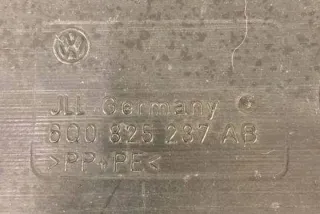 JLL Germany
6Q0 825 237 AB
>PP+PE<